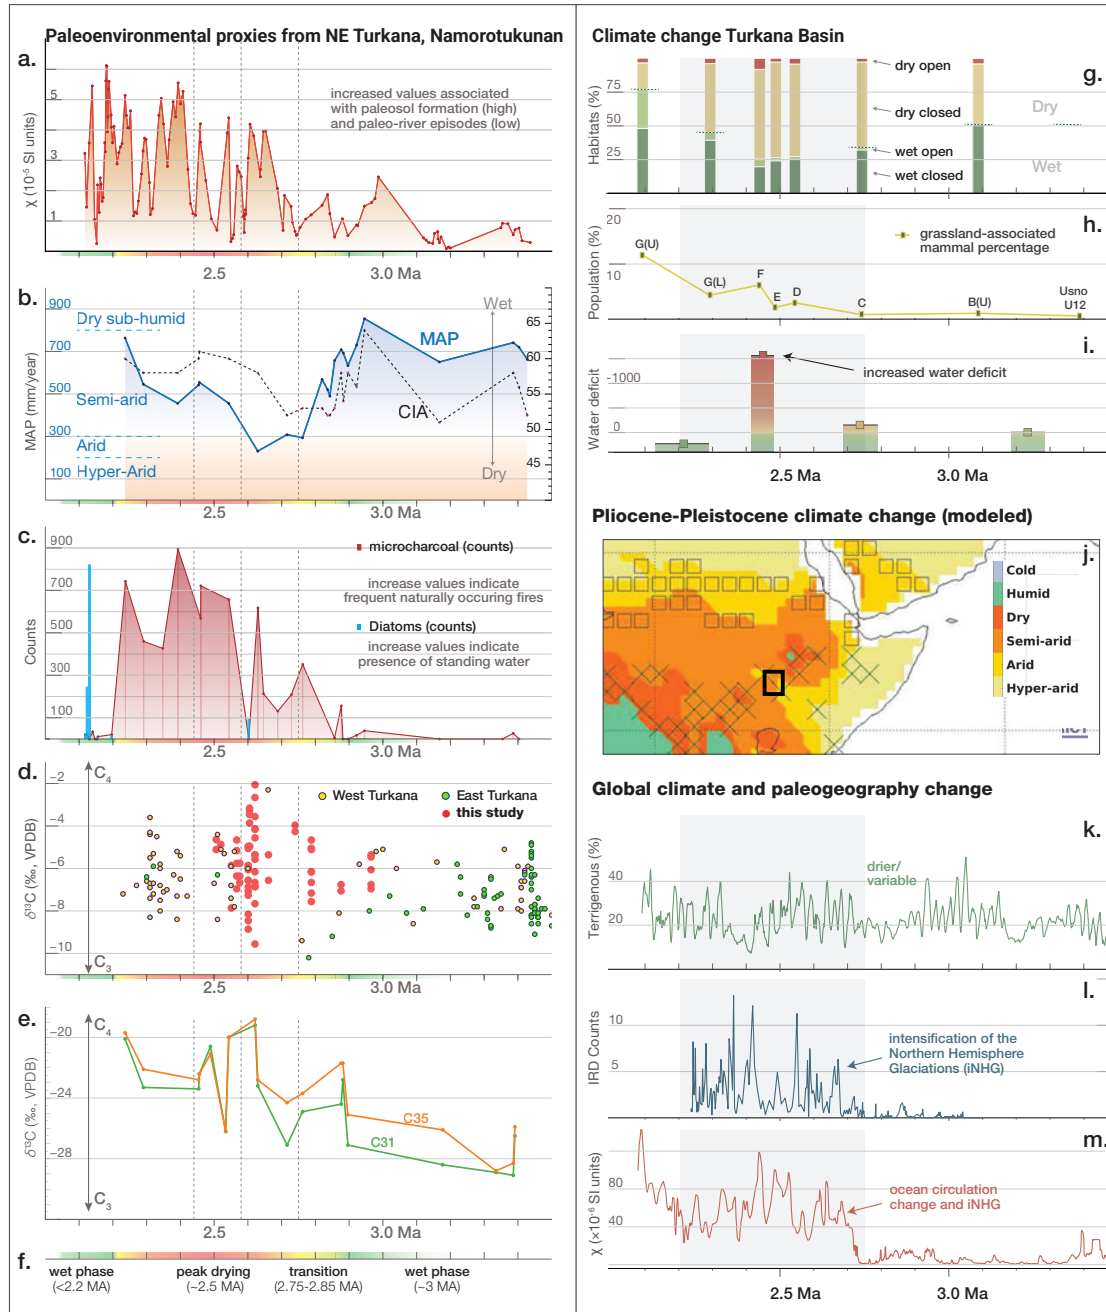 Paleoenvironmental proxies from NE Turkana, Namorotukunan
a.
increased values associated
with paleosol formation (high)
and paleo-river episodes (low)
χ (10⁻⁵ SI units)
5
3
1
2.5
3.0 Ma
b.
MAP (mm/year)
900
700
500
300
100
Dry sub-humid
Semi-arid
Arid
Hyper-Arid
MAP
CIA
Wet
Dry
65
60
55
50
45
2.5
3.0 Ma
c.
Counts
900
700
500
300
100
microcharcoal (counts)
increase values indicate
frequent naturally occuring fires
Diatoms (counts)
increase values indicate
presence of standing water
2.5
3.0 Ma
d.
δ¹³C (‰, VPDB)
−2
−4
−6
−8
−10
C₄
C₃
West Turkana
East Turkana
this study
2.5
3.0 Ma
e.
δ¹³C (‰, VPDB)
−20
−24
−28
C₄
C₃
C35
C31
2.5
3.0 Ma
f.
wet phase
(<2.2 MA)
peak drying
(~2.5 MA)
transition
(2.75-2.85 MA)
wet phase
(~3 MA)
Climate change Turkana Basin
g.
Habitats (%)
75
50
25
dry open
dry closed
wet open
wet closed
Dry
Wet
h.
Population (%)
20
10
grassland-associated
mammal percentage
G(U)
G(L)
F
E
D
C
B(U)
Usno
U12
i.
Water deficit
-1000
0
increased water deficit
2.5 Ma
3.0 Ma
Pliocene-Pleistocene climate change (modeled)
j.
Cold
Humid
Dry
Semi-arid
Arid
Hyper-arid
Global climate and paleogeography change
k.
Terrigenous (%)
40
20
drier/
variable
l.
IRD Counts
10
5
intensification of the
Northern Hemisphere
Glaciations (iNHG)
m.
χ (×10⁻⁶ SI units)
80
40
ocean circulation
change and iNHG
2.5 Ma
3.0 Ma